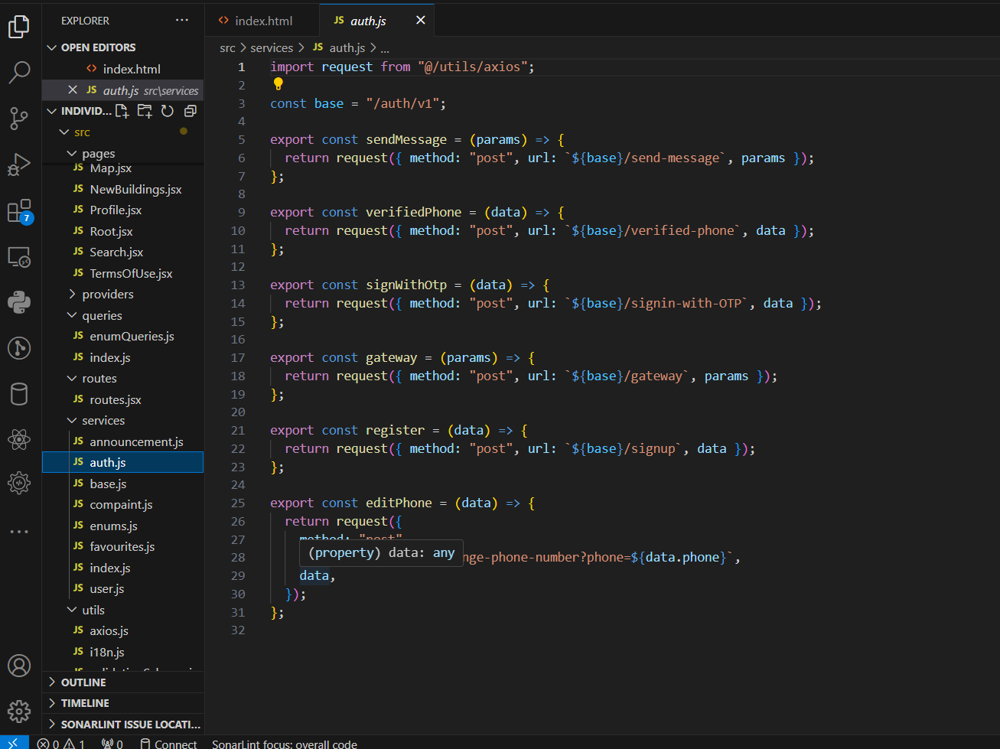 EXPLORER
index.html
JS auth.js
OPEN EDITORS
index.html
JS auth.js src\services
INDIVID...
src
pages
JS Map.jsx
JS NewBuildings.jsx
JS Profile.jsx
JS Root.jsx
JS Search.jsx
JS TermsOfUse.jsx
providers
queries
JS enumQueries.js
JS index.js
routes
JS routes.jsx
services
JS announcement.js
JS auth.js
JS base.js
JS compaint.js
JS enums.js
JS favourites.js
JS index.js
JS user.js
utils
JS axios.js
JS i18n.js
OUTLINE
TIMELINE
SONARLINT ISSUE LOCATI...
7
src > services > JS auth.js > ...
1 import request from "@/utils/axios";
2
3 const base = "/auth/v1";
4
5 export const sendMessage = (params) => {
6 return request({ method: "post", url: `${base}/send-message`, params });
7 };
8
9 export const verifiedPhone = (data) => {
10 return request({ method: "post", url: `${base}/verified-phone`, data });
11 };
12
13 export const signWithOtp = (data) => {
14 return request({ method: "post", url: `${base}/signin-with-OTP`, data });
15 };
16
17 export const gateway = (params) => {
18 return request({ method: "post", url: `${base}/gateway`, params });
19 };
20
21 export const register = (data) => {
22 return request({ method: "post", url: `${base}/signup`, data });
23 };
24
25 export const editPhone = (data) => {
26 return request({
27 method: "post"
(property) data: any
28 nge-phone-number?phone=${data.phone}`,
29 data,
30 });
31 };
32
0 1 0 Connect SonarLint focus: overall code